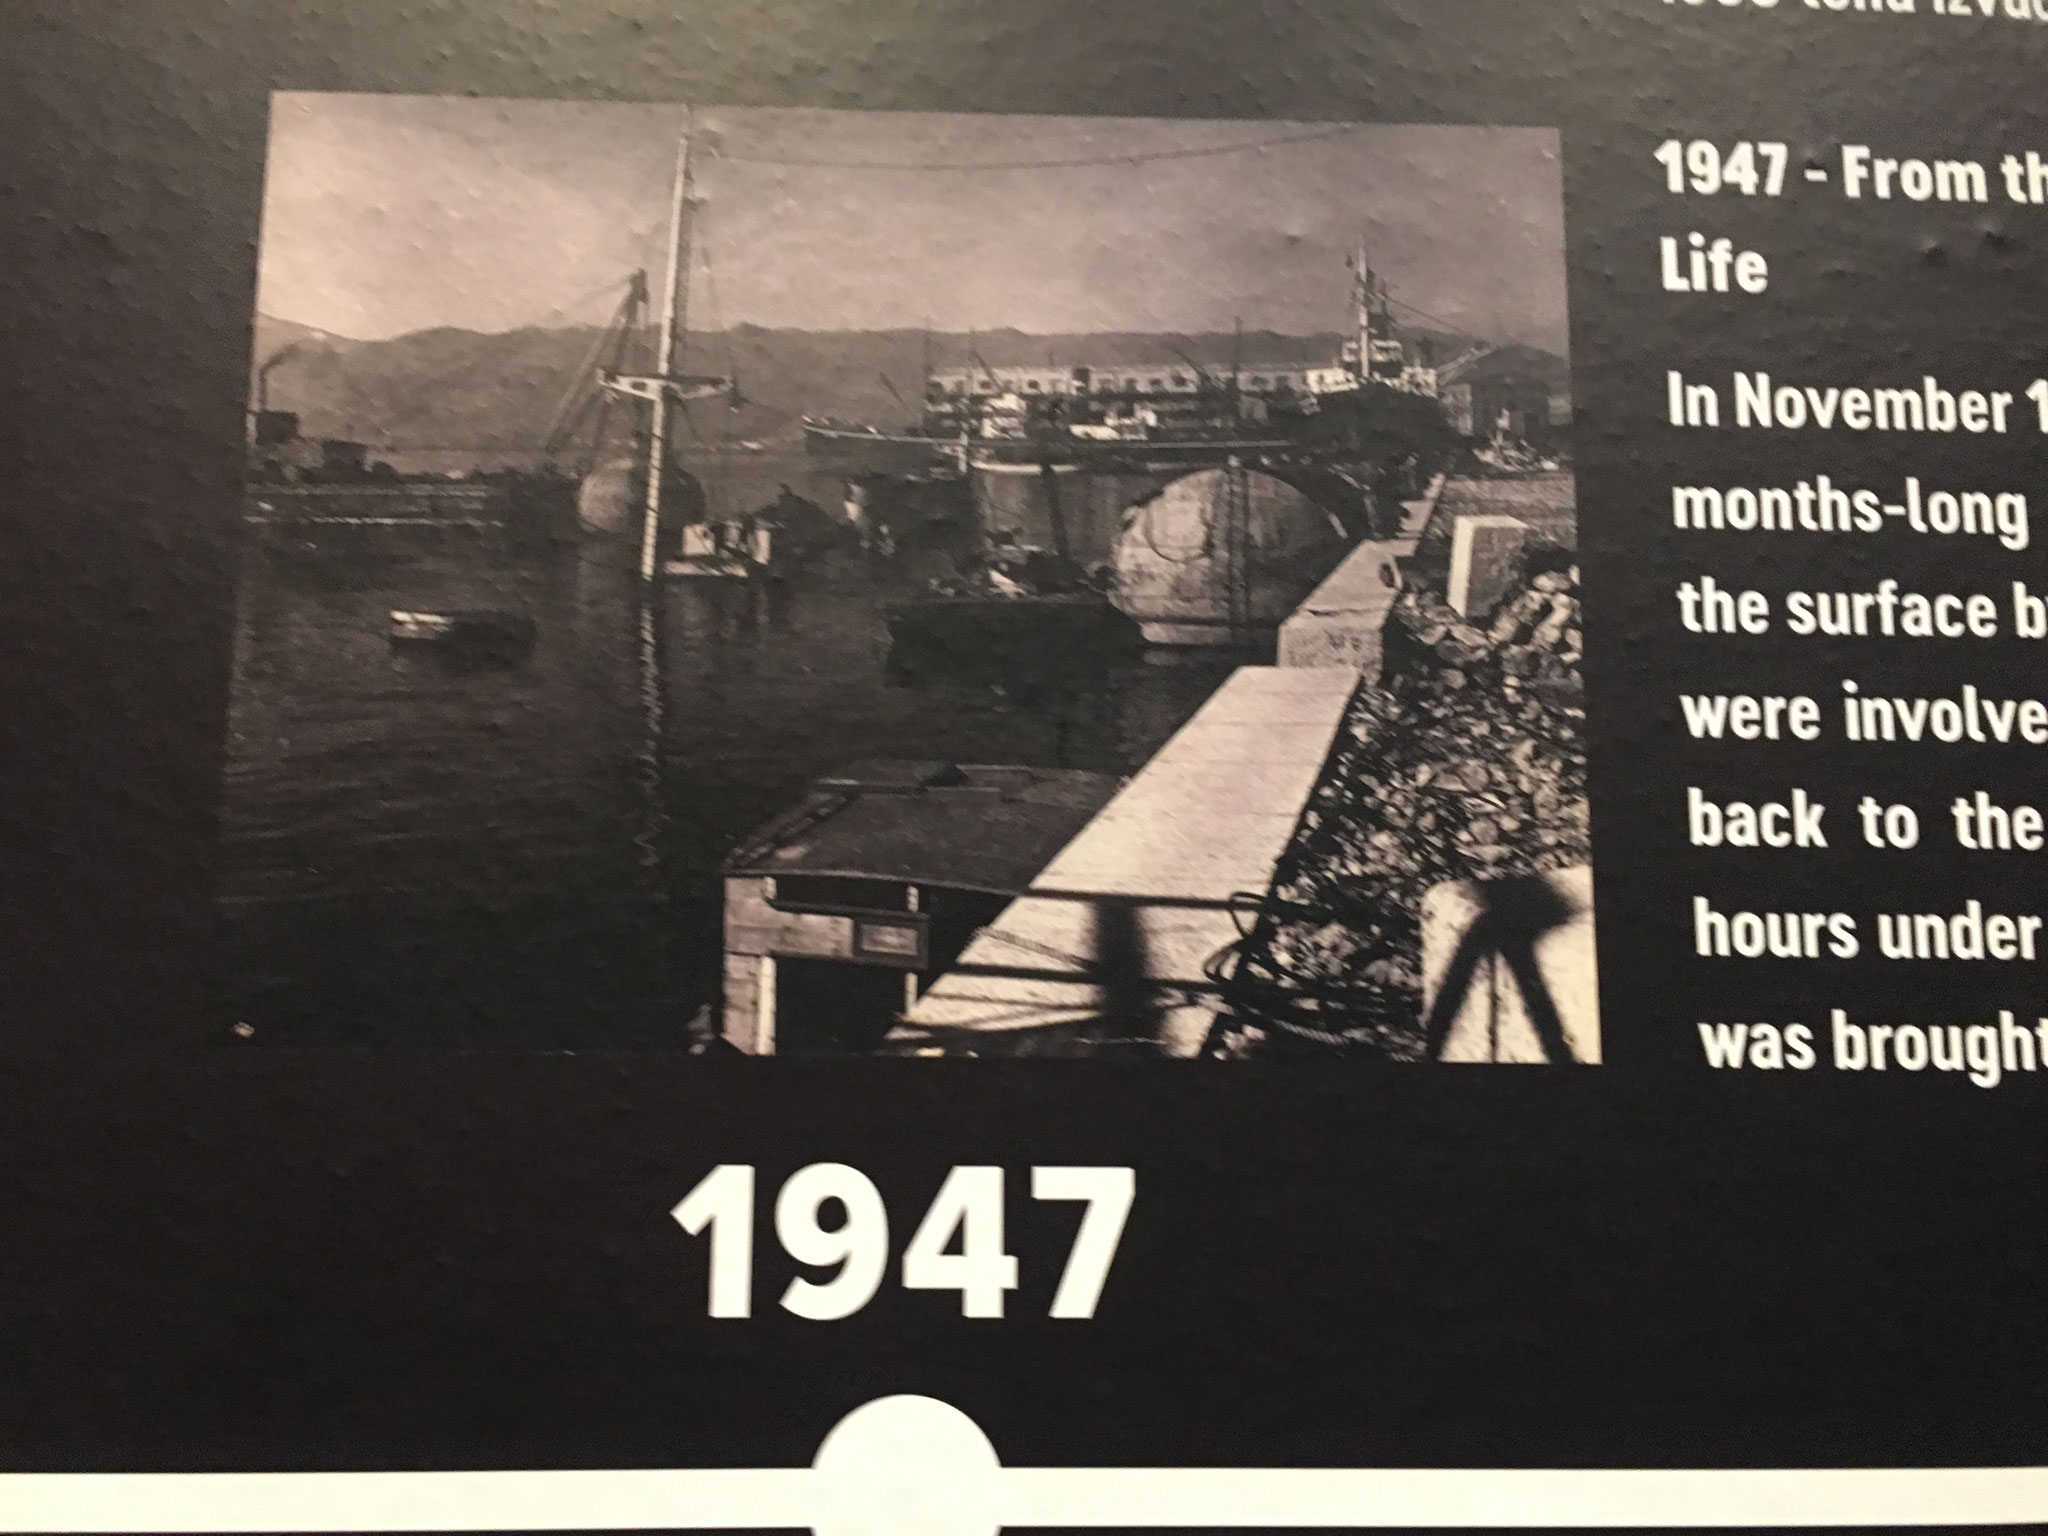 izvad
1947 - From th
Life
In November 1
months-long
the surface b
were involve
back to the
hours under
was brought
1947